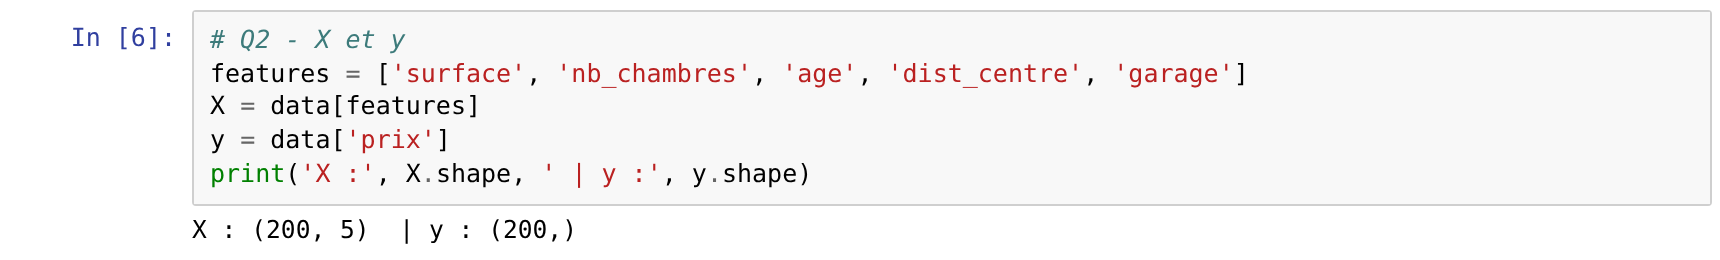 In [6]:
# Q2 - X et y
features = ['surface', 'nb_chambres', 'age', 'dist_centre', 'garage']
X = data[features]
y = data['prix']
print('X :', X.shape, ' | y :', y.shape)
X : (200, 5)  | y : (200,)